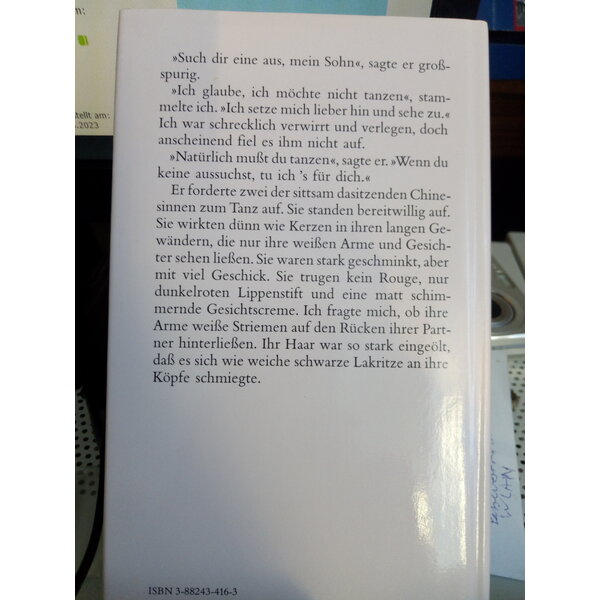 »Such dir eine aus, mein Sohn«, sagte er groß-
spurig.
»Ich glaube, ich möchte nicht tanzen«, stam-
melte ich. »Ich setze mich lieber hin und sehe zu.«
Ich war schrecklich verwirrt und verlegen, doch
anscheinend fiel es ihm nicht auf.
»Natürlich mußt du tanzen«, sagte er. »Wenn du
keine aussuchst, tu ich 's für dich.«
Er forderte zwei der sittsam dasitzenden Chine-
sinnen zum Tanz auf. Sie standen bereitwillig auf.
Sie wirkten dünn wie Kerzen in ihren langen Ge-
wändern, die nur ihre weißen Arme und Gesich-
ter sehen ließen. Sie waren stark geschminkt, aber
mit viel Geschick. Sie trugen kein Rouge, nur
dunkelroten Lippenstift und eine matt schim-
mernde Gesichtscreme. Ich fragte mich, ob ihre
Arme weiße Striemen auf den Rücken ihrer Part-
ner hinterließen. Ihr Haar war so stark eingeölt,
daß es sich wie weiche schwarze Lakritze an ihre
Köpfe schmiegte.
ISBN 3-88243-416-3
um:
stellt am:
.2023
WLAN